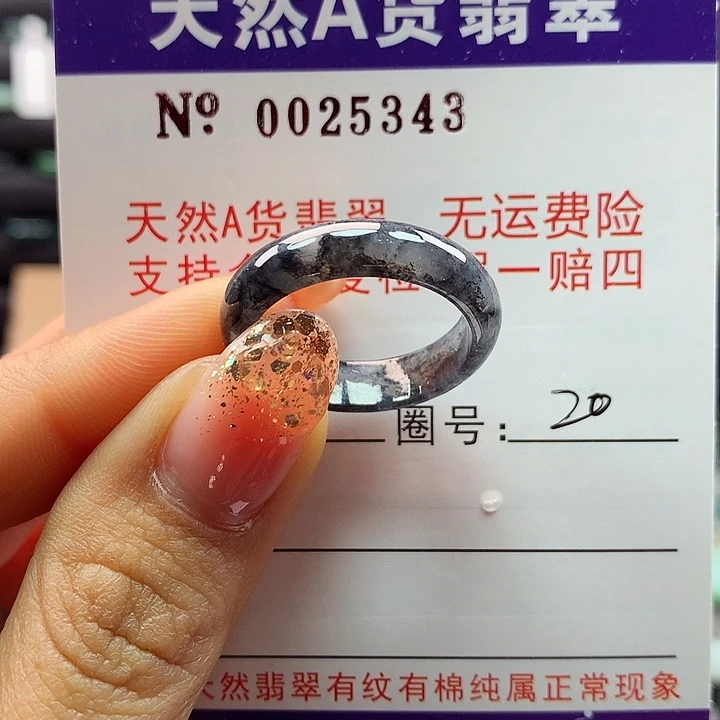 天然A货翡翠
Nº 0025343
天然A货翡翠 无运费险
支持 复检 一赔四
圈号: 20
天然翡翠有纹有棉纯属正常现象